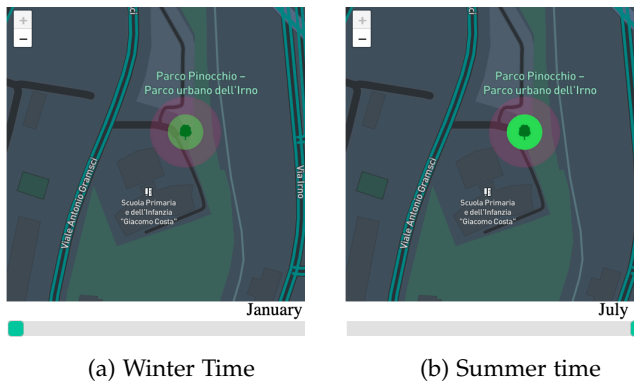 +
−
Parco Pinocchio –
Parco urbano dell'Irno
Viale Antonio Gramsci
Via Irno
Scuola Primaria
e dell'Infanzia
"Giacomo Costa"
January
(a) Winter Time
+
−
Parco Pinocchio –
Parco urbano dell'Irno
Viale Antonio Gramsci
Scuola Primaria
e dell'Infanzia
"Giacomo Costa"
July
(b) Summer time